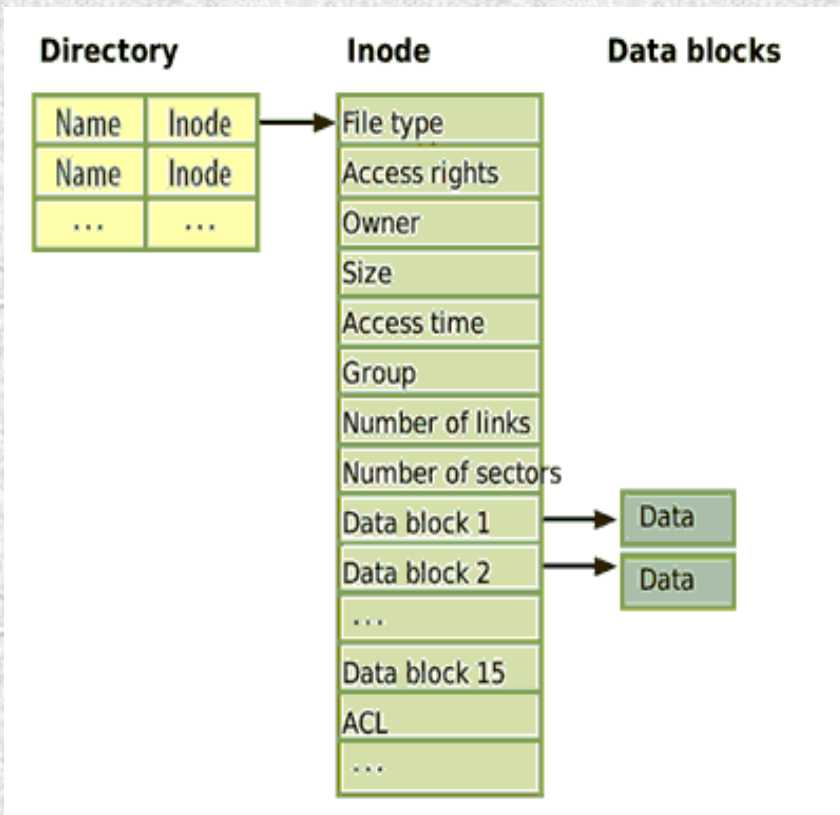 Directory Inode Data blocks
Name Inode
Name Inode
... ...
File type
Access rights
Owner
Size
Access time
Group
Number of links
Number of sectors
Data block 1
Data
Data block 2
Data
...
Data block 15
ACL
...